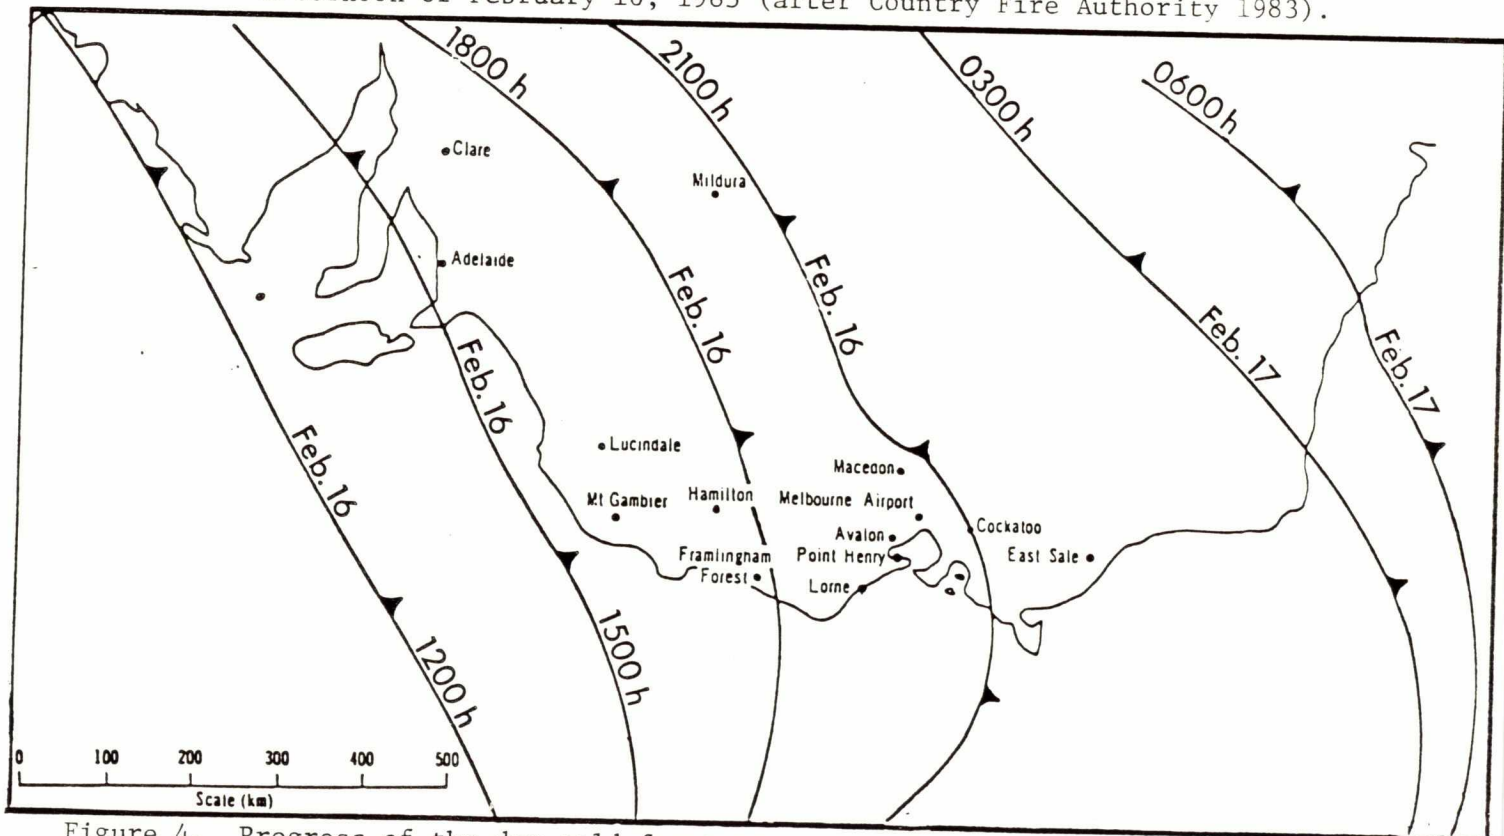 of February 16, 1983 (after Country Fire Authority 1983).
1800 h
2100 h
0300 h
0600 h
Clare
Mildura
Adelaide
Feb. 16
Feb. 16
Feb. 17
Feb. 17
Feb. 16
Feb. 16
Lucindale
Macedon
Mt Gambier
Hamilton
Melbourne Airport
Cockatoo
Avalon
Framlingham
Forest
Point Henry
East Sale
Lorne
1200 h
1500 h
0 100 200 300 400 500
Scale (km)
Figure 4. Progress of the dry cold